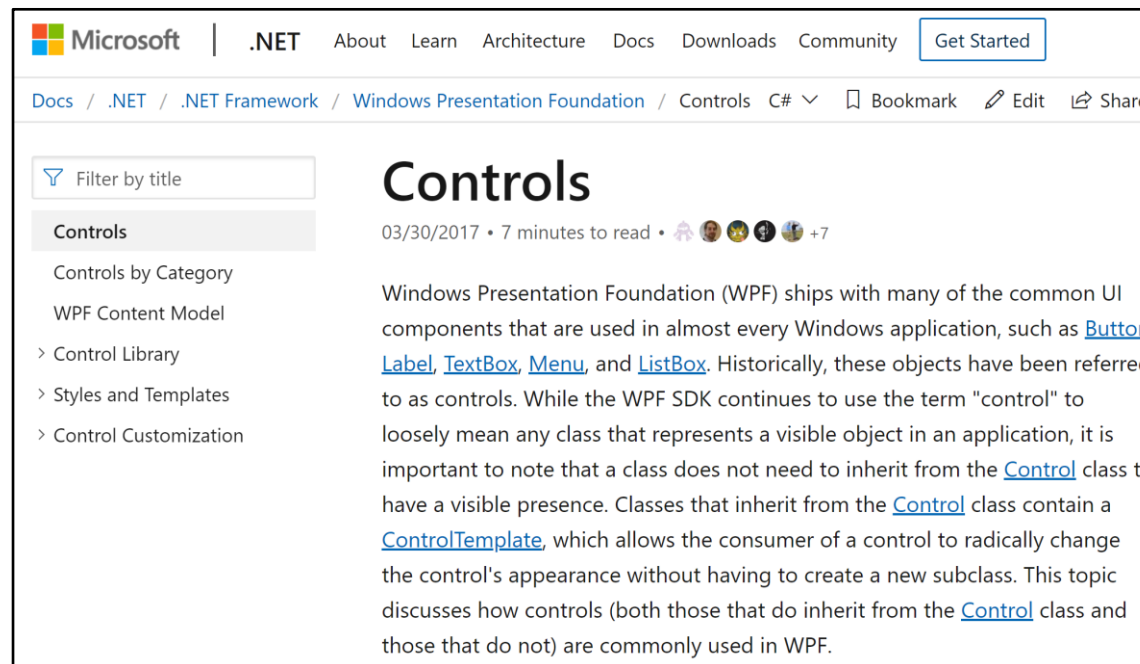 Microsoft | .NET About Learn Architecture Docs Downloads Community Get Started
Docs / .NET / .NET Framework / Windows Presentation Foundation / Controls C# Bookmark Edit Share
Filter by title
Controls
Controls by Category
WPF Content Model
Control Library
Styles and Templates
Control Customization
Controls
03/30/2017 • 7 minutes to read • +7
Windows Presentation Foundation (WPF) ships with many of the common UI
components that are used in almost every Windows application, such as Button
Label, TextBox, Menu, and ListBox. Historically, these objects have been referred
to as controls. While the WPF SDK continues to use the term "control" to
loosely mean any class that represents a visible object in an application, it is
important to note that a class does not need to inherit from the Control class t
have a visible presence. Classes that inherit from the Control class contain a
ControlTemplate, which allows the consumer of a control to radically change
the control's appearance without having to create a new subclass. This topic
discusses how controls (both those that do inherit from the Control class and
those that do not) are commonly used in WPF.